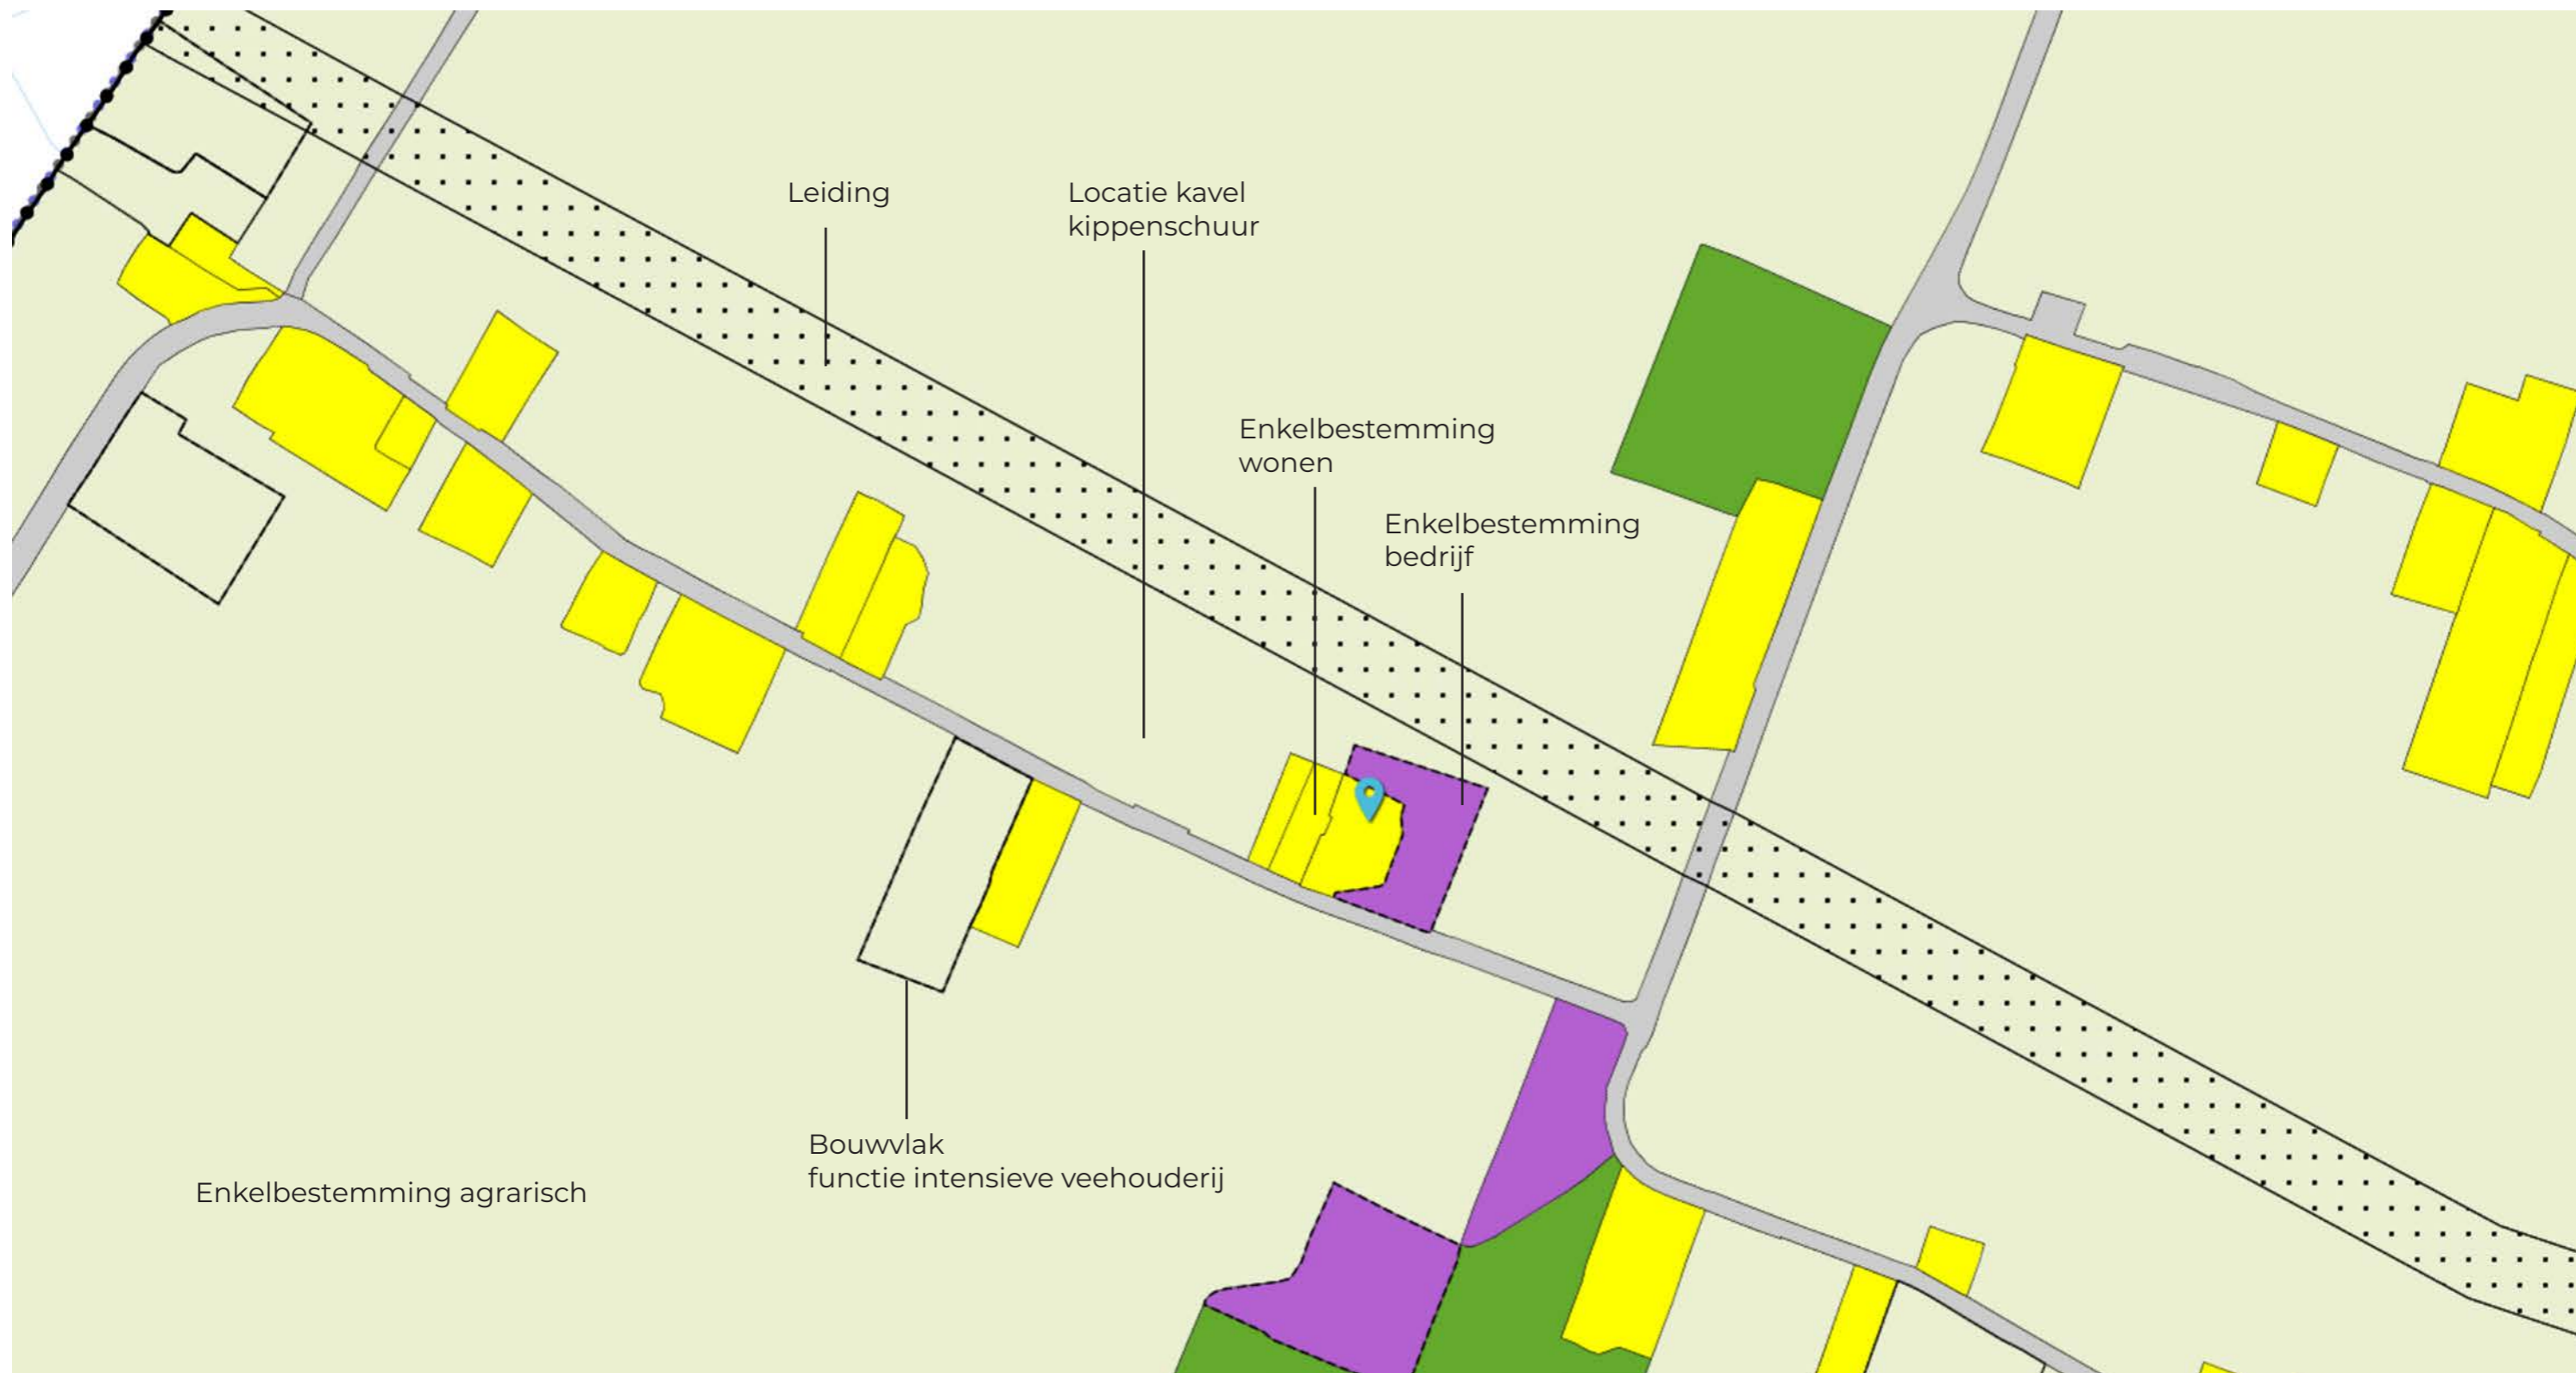 Leiding
Locatie kavel
kippenschuur
Enkelbestemming
wonen
Enkelbestemming
bedrijf
Bouwvlak
functie intensieve veehouderij
Enkelbestemming agrarisch